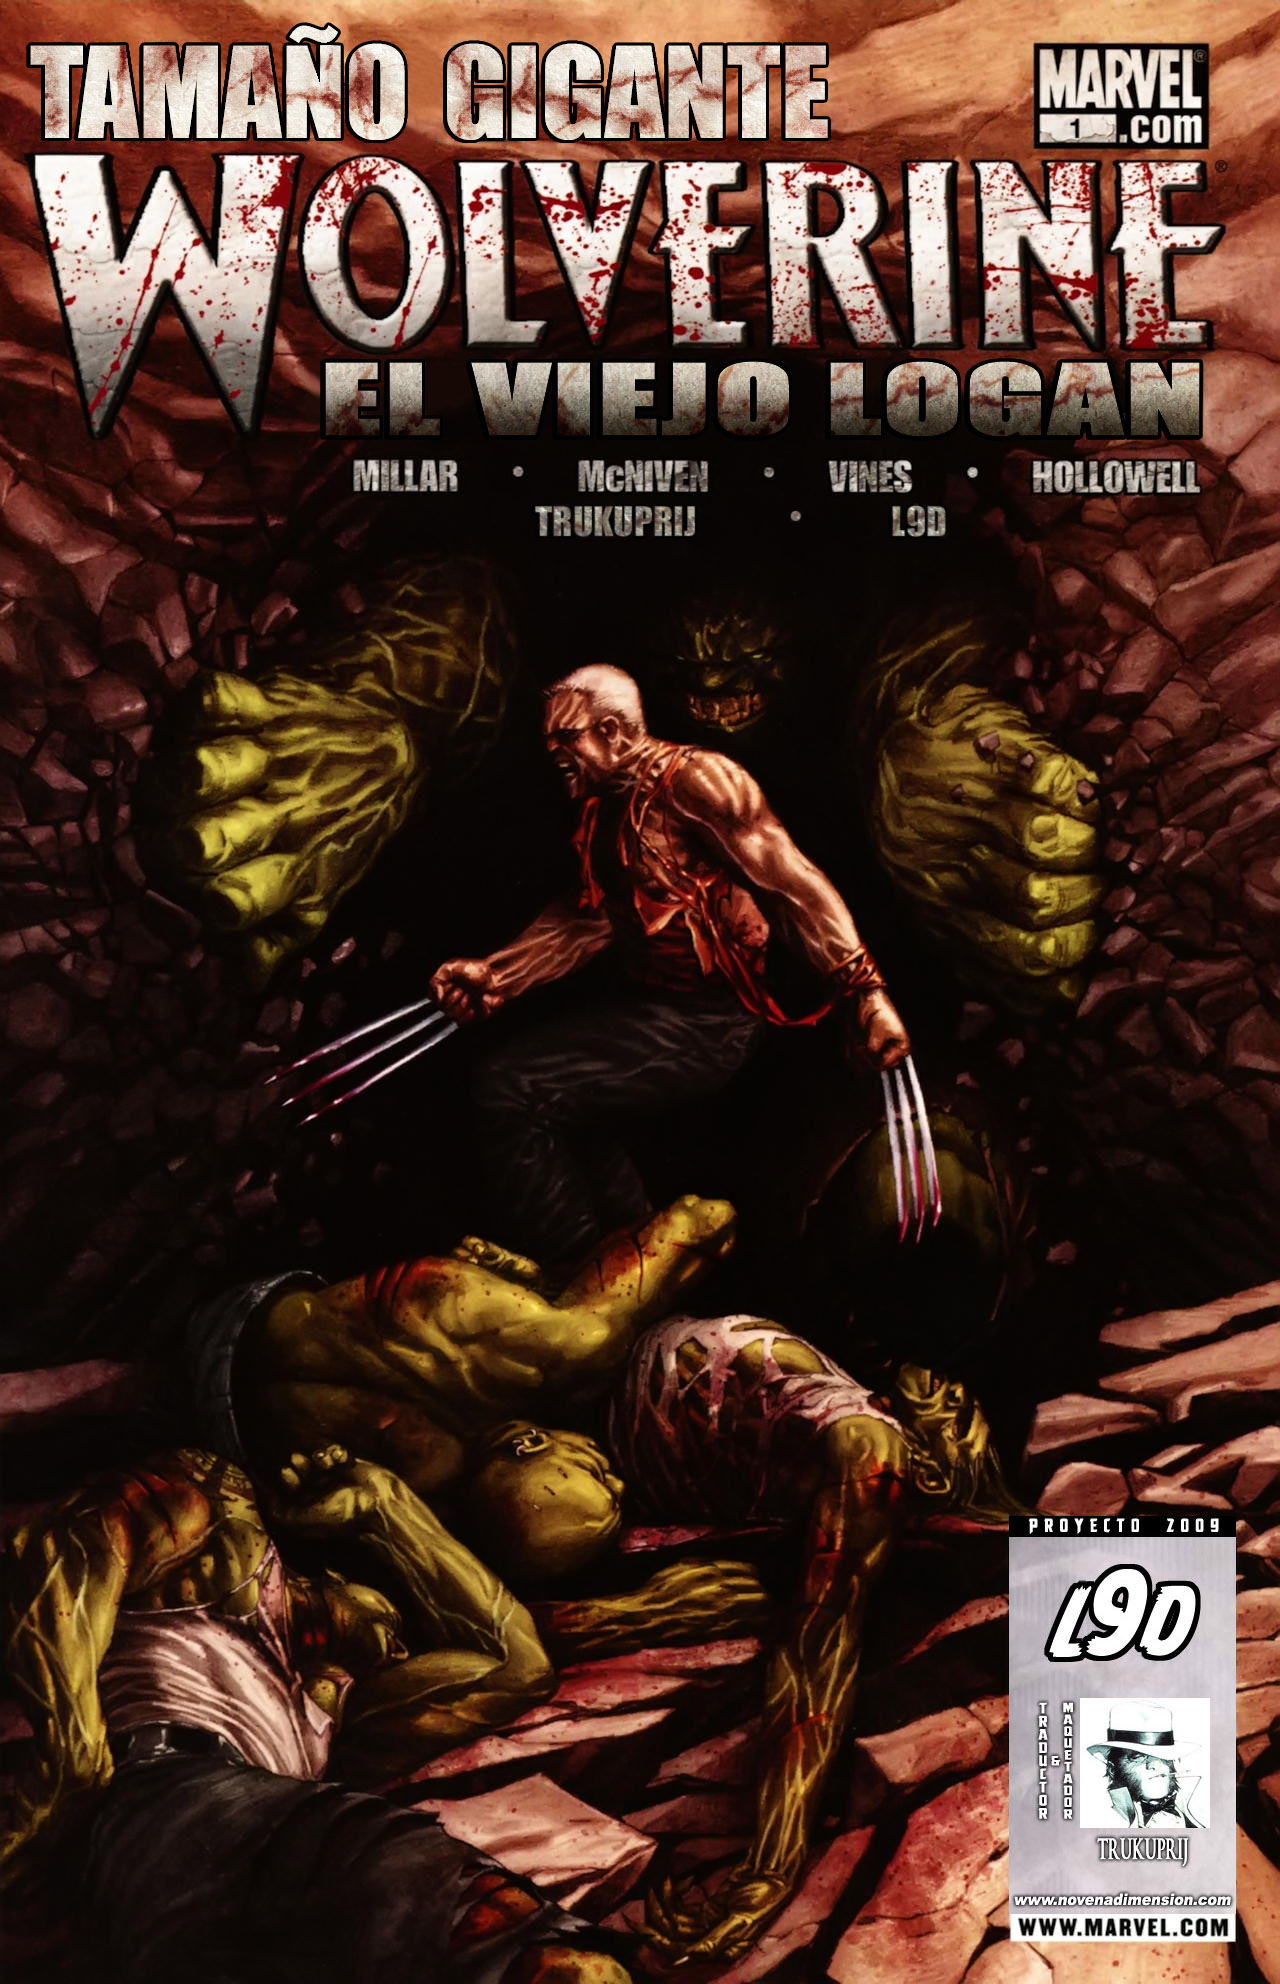 TAMAÑO GIGANTE
MARVEL®
1 .com
WOLVERINE®
EL VIEJO LOGAN
MILLAR • McNIVEN • VINES • HOLLOWELL
TRUKUPRIJ • L9D
PROYECTO 2009
L9D
TRADUCTOR
&
MAQUETADOR
TRUKUPRIJ
www.novenadimension.com
WWW.MARVEL.COM